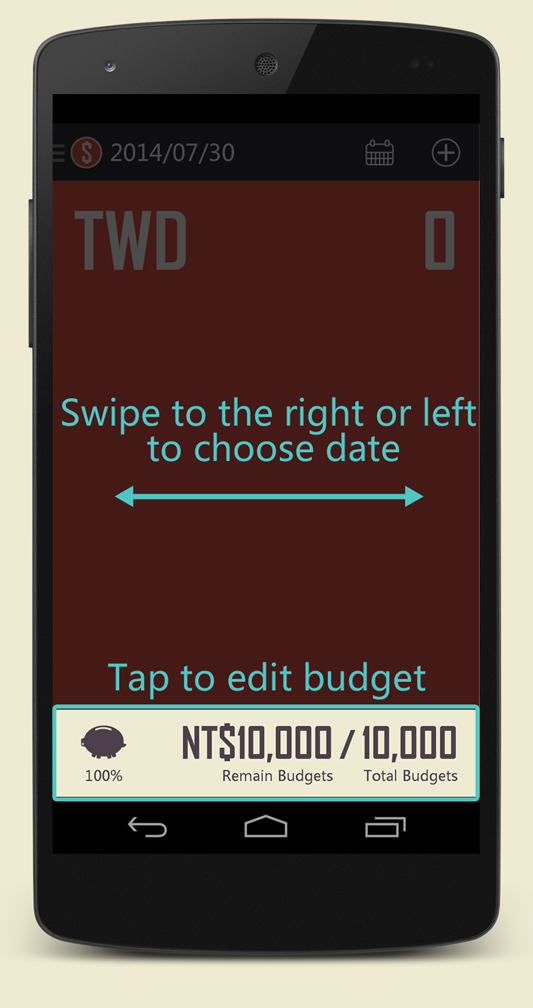 $ 2014/07/30
TWD 0
Swipe to the right or left
to choose date
Tap to edit budget
NT$10,000 / 10,000
100% Remain Budgets Total Budgets